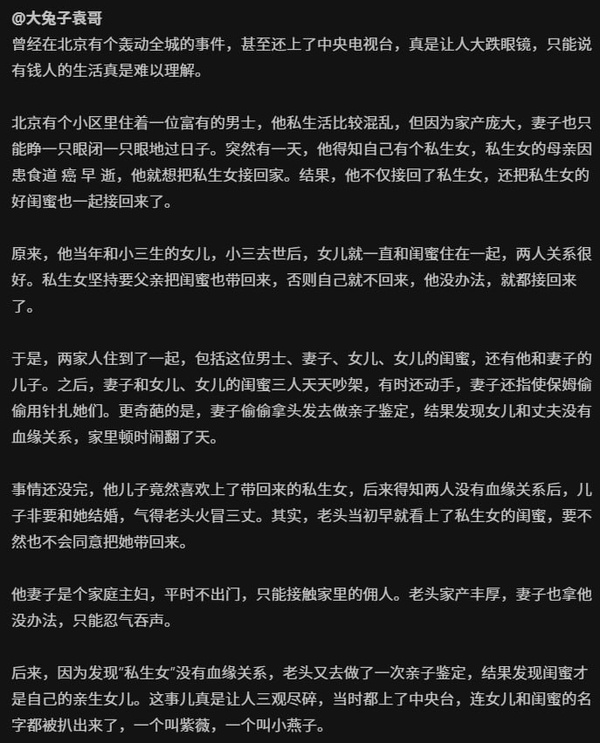 @大兔子袁哥
曾经在北京有个轰动全城的事件，甚至还上了中央电视台，真是让人大跌眼镜，只能说
有钱人的生活真是难以理解。
北京有个小区里住着一位富有的男士，他私生活比较混乱，但因为家产庞大，妻子也只
能睁一只眼闭一只眼地过日子。突然有一天，他得知自己有个私生女，私生女的母亲因
患食道 癌 早 逝，他就想把私生女接回家。结果，他不仅接回了私生女，还把私生女的
好闺蜜也一起接回来了。
原来，他当年和小三生的女儿，小三去世后，女儿就一直和闺蜜住在一起，两人关系很
好。私生女坚持要父亲把闺蜜也带回来，否则自己就不回来，他没办法，就都接回来
了。
于是，两家人住到了一起，包括这位男士、妻子、女儿、女儿的闺蜜，还有他和妻子的
儿子。之后，妻子和女儿、女儿的闺蜜三人天天吵架，有时还动手，妻子还指使保姆偷
偷用针扎她们。更奇葩的是，妻子偷偷拿头发去做亲子鉴定，结果发现女儿和丈夫没有
血缘关系，家里顿时闹翻了天。
事情还没完，他儿子竟然喜欢上了带回来的私生女，后来得知两人没有血缘关系后，儿
子非要和她结婚，气得老头火冒三丈。其实，老头当初早就看上了私生女的闺蜜，要不
然也不会同意把她带回来。
他妻子是个家庭主妇，平时不出门，只能接触家里的佣人。老头家产丰厚，妻子也拿他
没办法，只能忍气吞声。
后来，因为发现“私生女”没有血缘关系，老头又去做了一次亲子鉴定，结果发现闺蜜才
是自己的亲生女儿。这事儿真是让人三观尽碎，当时都上了中央台，连女儿和闺蜜的名
字都被扒出来了，一个叫紫薇，一个叫小燕子。